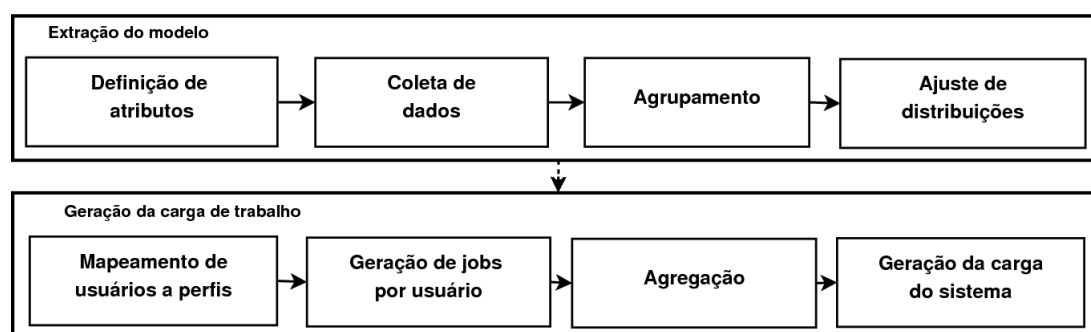 Extração do modelo
Definição de
atributos
Coleta de
dados
Agrupamento
Ajuste de
distribuições
Geração da carga de trabalho
Mapeamento de
usuários a perfis
Geração de jobs
por usuário
Agregação
Geração da carga
do sistema